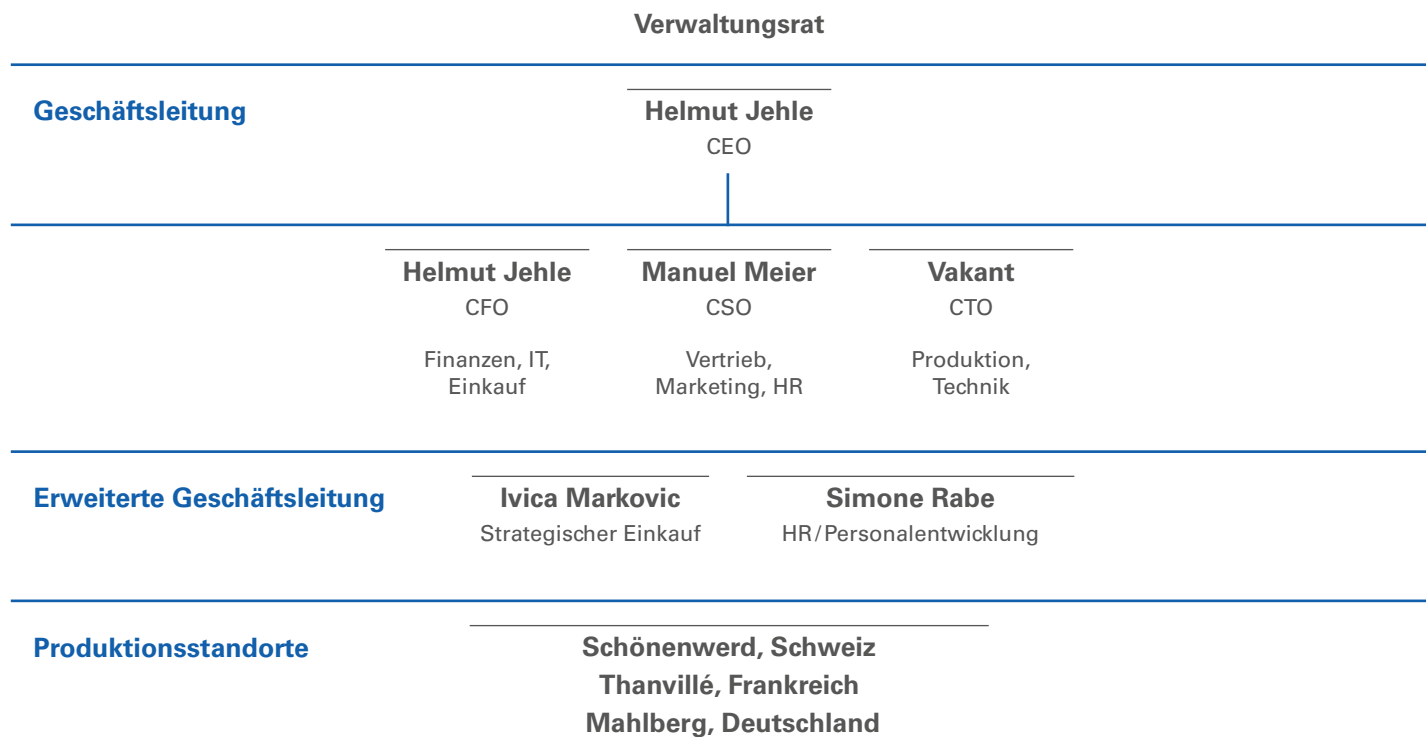 Verwaltungsrat
Geschäftsleitung
Helmut Jehle
CEO
Helmut Jehle
CFO
Finanzen, IT,
Einkauf
Manuel Meier
CSO
Vertrieb,
Marketing, HR
Vakant
CTO
Produktion,
Technik
Erweiterte Geschäftsleitung
Ivica Markovic
Strategischer Einkauf
Simone Rabe
HR/Personalentwicklung
Produktionsstandorte
Schönenwerd, Schweiz
Thanvillé, Frankreich
Mahlberg, Deutschland